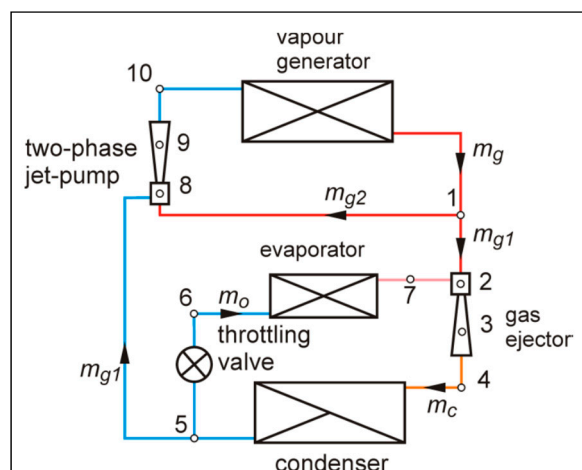 vapour
generator
10
two-phase
jet-pump
9
8
m_g
m_g2
1
m_g1
evaporator
7
2
6
m_o
throttling
valve
3
gas
ejector
m_g1
4
m_c
5
condenser